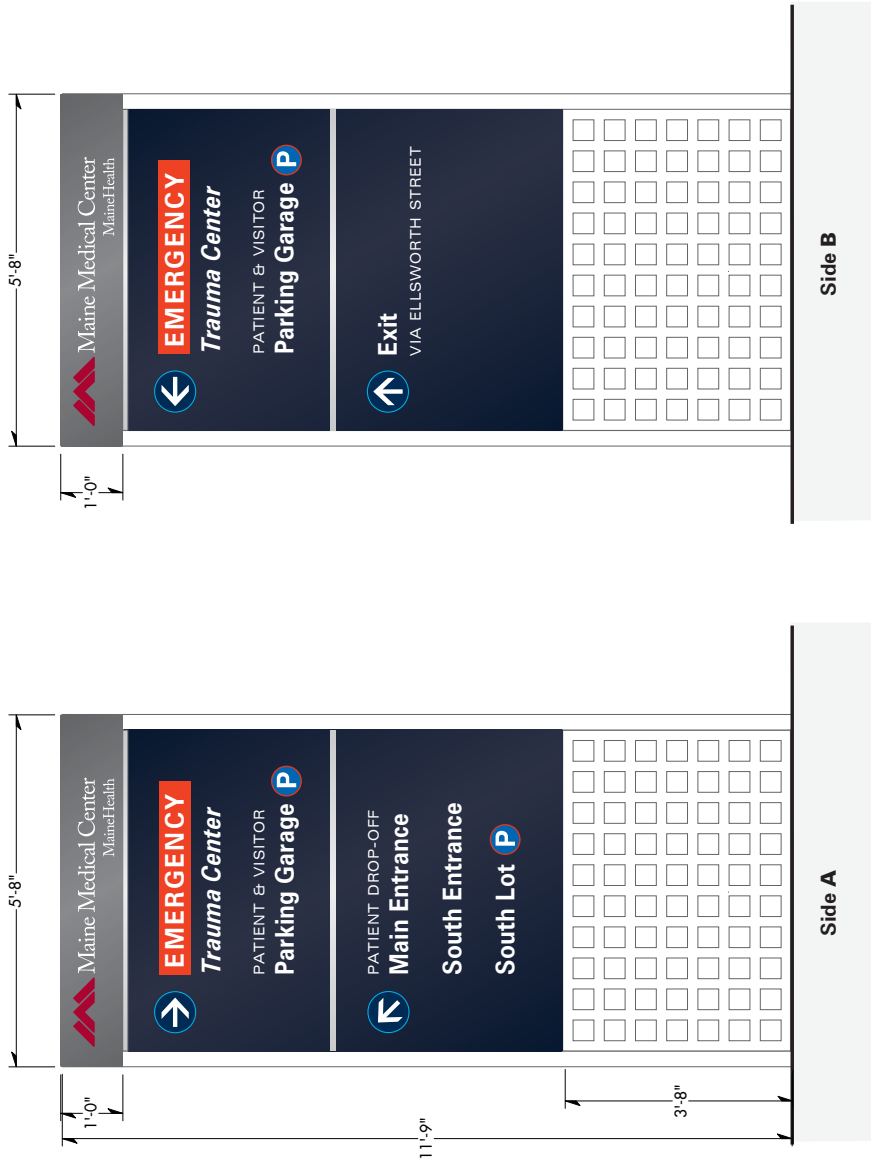 5'-8"
1'-0"
11'-9"
3'-8"
Maine Medical Center
MaineHealth
EMERGENCY
Trauma Center
PATIENT & VISITOR
Parking Garage P
PATIENT DROP-OFF
Main Entrance
South Entrance
South Lot P
Side A
5'-8"
1'-0"
Maine Medical Center
MaineHealth
EMERGENCY
Trauma Center
PATIENT & VISITOR
Parking Garage P
Exit
VIA ELLSWORTH STREET
Side B